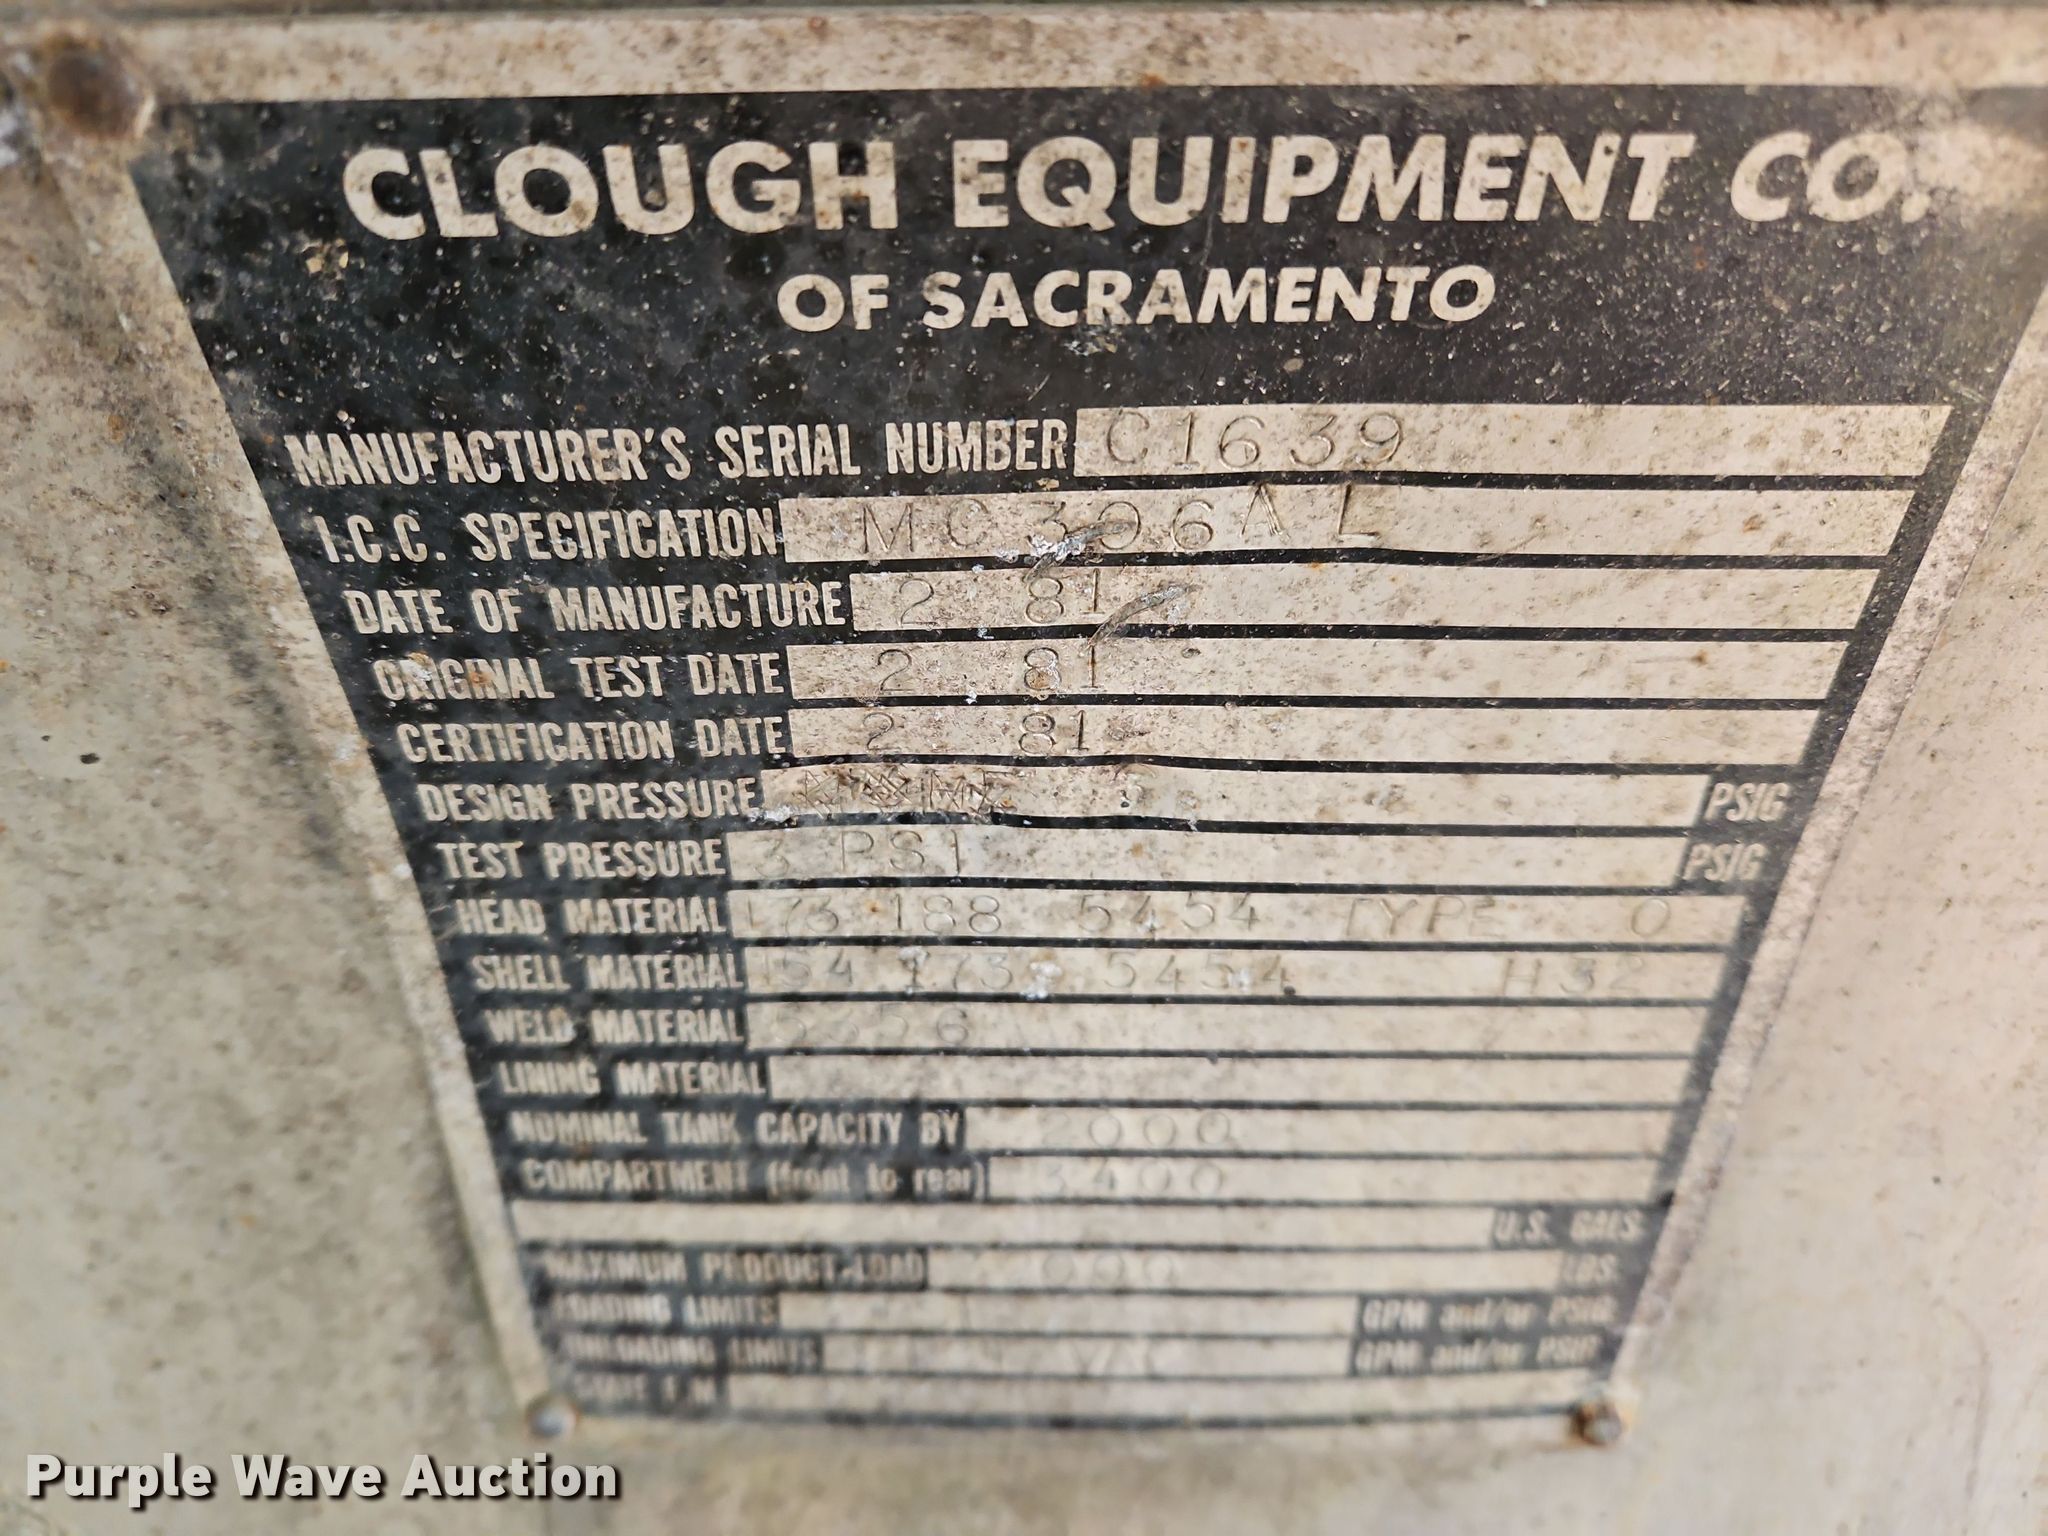 CLOUGH EQUIPMENT CO.
OF SACRAMENTO
MANUFACTURER'S SERIAL NUMBER C1639
I.C.C. SPECIFICATION MC306AL
DATE OF MANUFACTURE 2 81
ORIGINAL TEST DATE 2 81
CERTIFICATION DATE 2 81
DESIGN PRESSURE PSIG
TEST PRESSURE 3 PSI PSIG
HEAD MATERIAL 188 5454 TYPE 0
SHELL MATERIAL 5454 H32
WELD MATERIAL 5356
LINING MATERIAL
NOMINAL TANK CAPACITY BY 2000
COMPARTMENT (front to rear) 3400
U.S. GALS
MAXIMUM PRODUCT LOAD LBS.
LOADING LIMITS GPM and/or PSIG
UNLOADING LIMITS GPM and/or PSIG
Purple Wave Auction